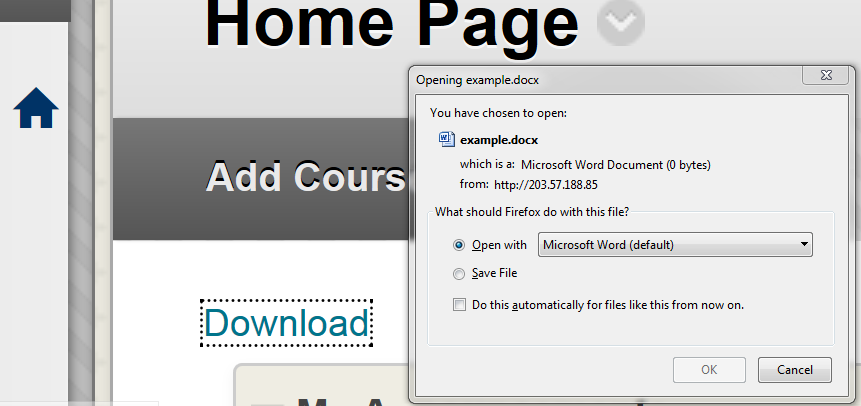 Home Page
Opening example.docx
You have chosen to open:
example.docx
which is a: Microsoft Word Document (0 bytes)
from: http://203.57.188.85
Add Cours
What should Firefox do with this file?
Open with Microsoft Word (default)
Save File
Do this automatically for files like this from now on.
Download
OK Cancel